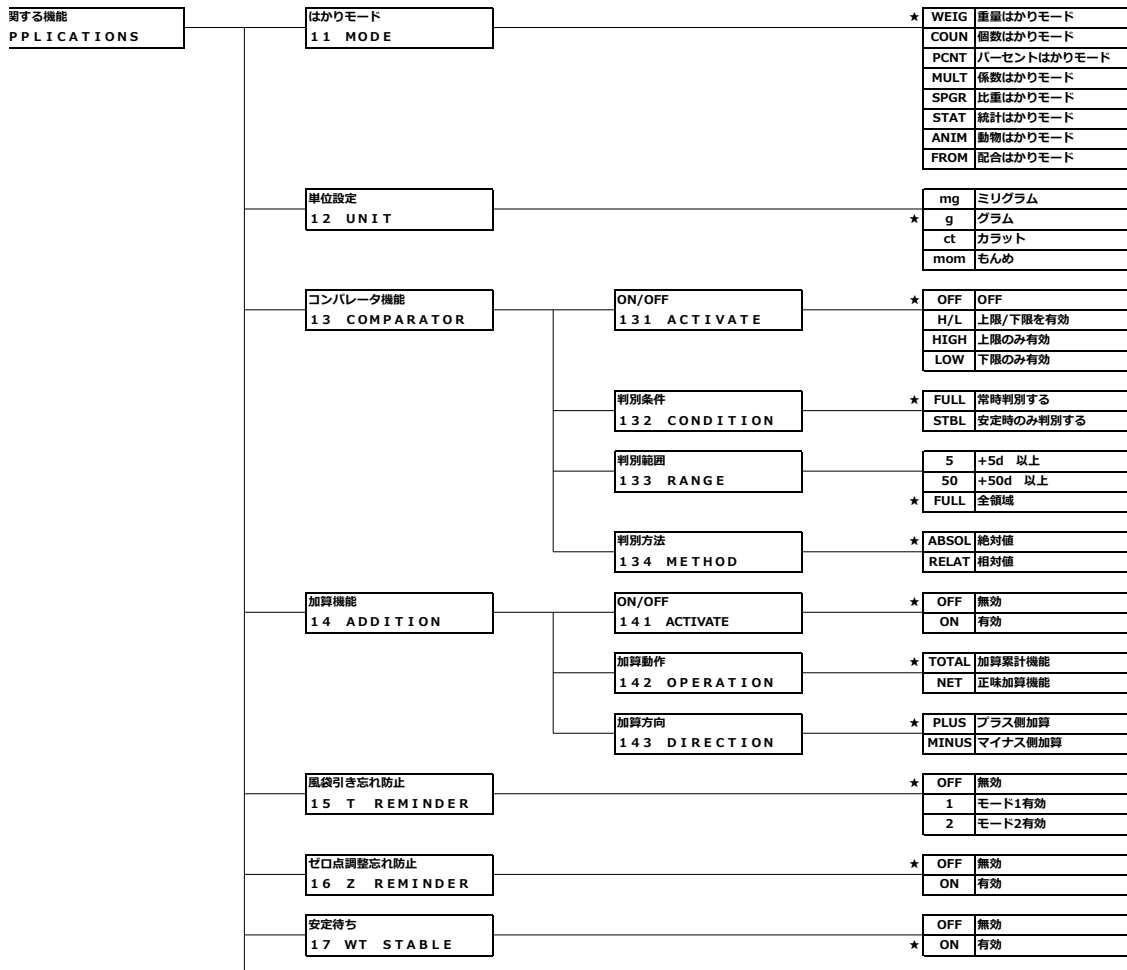 関する機能
PPLICATIONS
はかりモード
11 MODE
★ WEIG 重量はかりモード
COUN 個数はかりモード
PCNT パーセントはかりモード
MULT 係数はかりモード
SPGR 比重はかりモード
STAT 統計はかりモード
ANIM 動物はかりモード
FROM 配合はかりモード
単位設定
12 UNIT
mg ミリグラム
★ g グラム
ct カラット
mom もんめ
コンパレータ機能
13 COMPARATOR
ON/OFF
131 ACTIVATE
★ OFF OFF
H/L 上限/下限を有効
HIGH 上限のみ有効
LOW 下限のみ有効
判別条件
132 CONDITION
★ FULL 常時判別する
STBL 安定時のみ判別する
判別範囲
133 RANGE
5 +5d 以上
50 +50d 以上
★ FULL 全領域
判別方法
134 METHOD
★ ABSOL 絶対値
RELAT 相対値
加算機能
14 ADDITION
ON/OFF
141 ACTIVATE
★ OFF 無効
ON 有効
加算動作
142 OPERATION
★ TOTAL 加算累計機能
NET 正味加算機能
加算方向
143 DIRECTION
★ PLUS プラス側加算
MINUS マイナス側加算
風袋引き忘れ防止
15 T REMINDER
★ OFF 無効
1 モード1有効
2 モード2有効
ゼロ点調整忘れ防止
16 Z REMINDER
★ OFF 無効
ON 有効
安定待ち
17 WT STABLE
OFF 無効
★ ON 有効